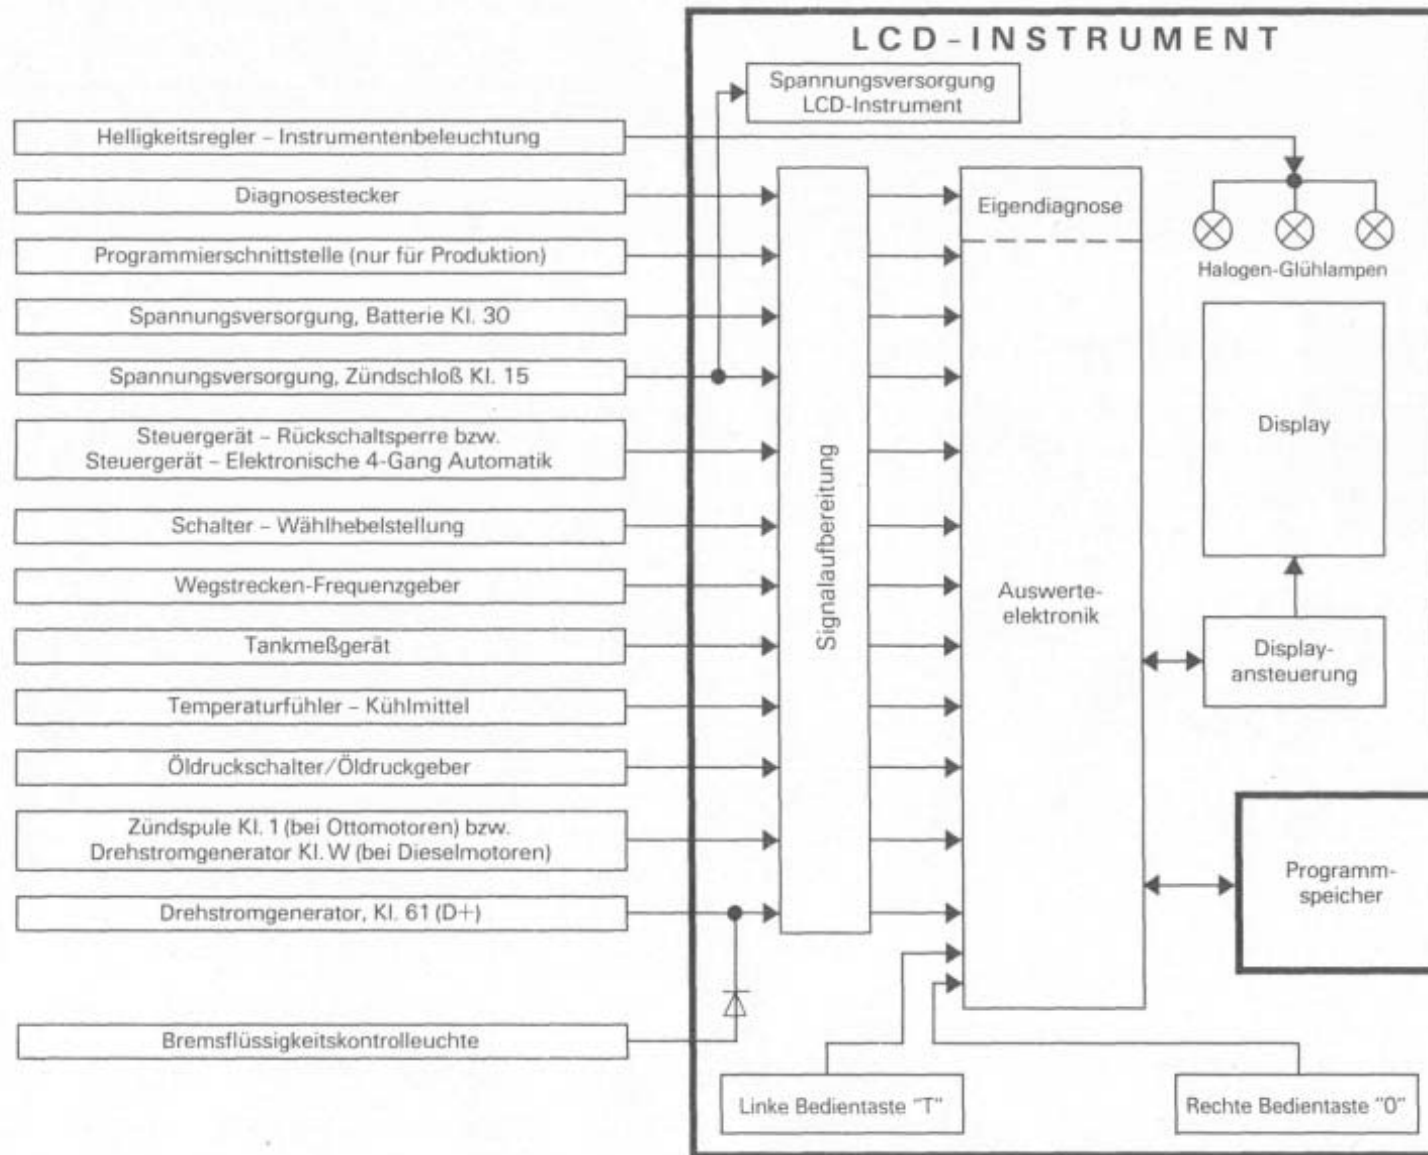 LCD-INSTRUMENT
Spannungsversorgung
LCD-Instrument
Helligkeitsregler – Instrumentenbeleuchtung
Diagnosestecker
Programmierschnittstelle (nur für Produktion)
Spannungsversorgung, Batterie Kl. 30
Spannungsversorgung, Zündschloß Kl. 15
Steuergerät – Rückschaltsperre bzw.
Steuergerät – Elektronische 4-Gang Automatik
Schalter – Wählhebelstellung
Wegstrecken-Frequenzgeber
Tankmeßgerät
Temperaturfühler – Kühlmittel
Öldruckschalter/Öldruckgeber
Zündspule Kl. 1 (bei Ottomotoren) bzw.
Drehstromgenerator Kl. W (bei Dieselmotoren)
Drehstromgenerator, Kl. 61 (D+)
Bremsflüssigkeitskontrolleuchte
Signalaufbereitung
Eigendiagnose
Auswerte-
elektronik
Halogen-Glühlampen
Display
Display-
ansteuerung
Programm-
speicher
Linke Bedientaste "T"
Rechte Bedientaste "0"